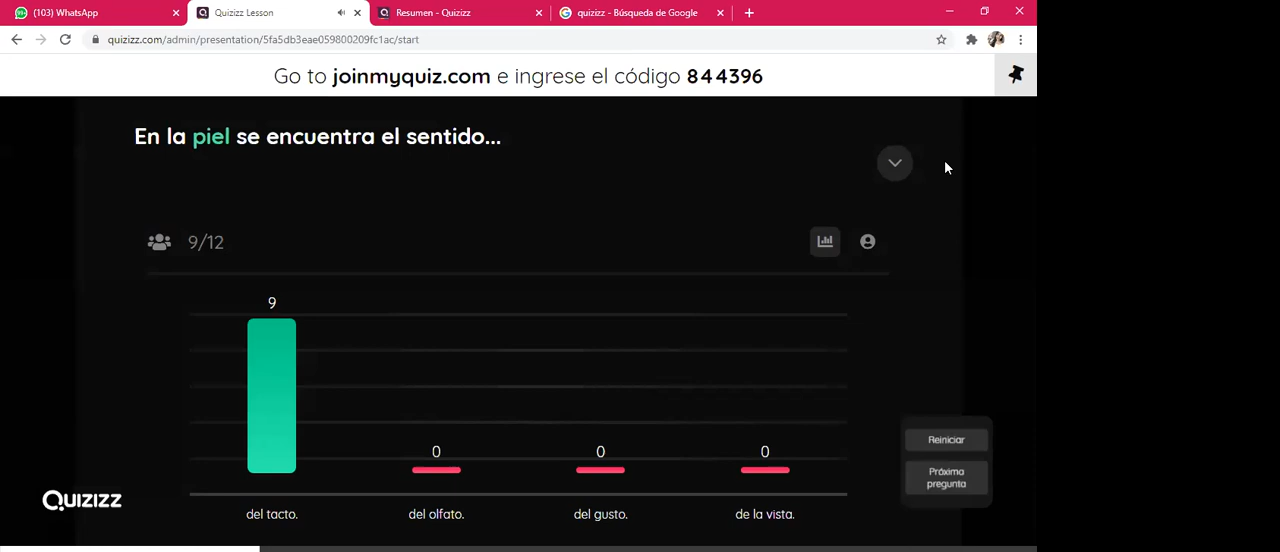 (103) WhatsApp
Quizizz Lesson
Resumen - Quizizz
quizizz - Búsqueda de Google
quizizz.com/admin/presentation/5fa5db3eae059800209fc1ac/start
Go to joinmyquiz.com e ingrese el código 844396
En la piel se encuentra el sentido...
9/12
9
0
0
0
Reiniciar
Próxima
pregunta
Quizizz
del tacto.
del olfato.
del gusto.
de la vista.